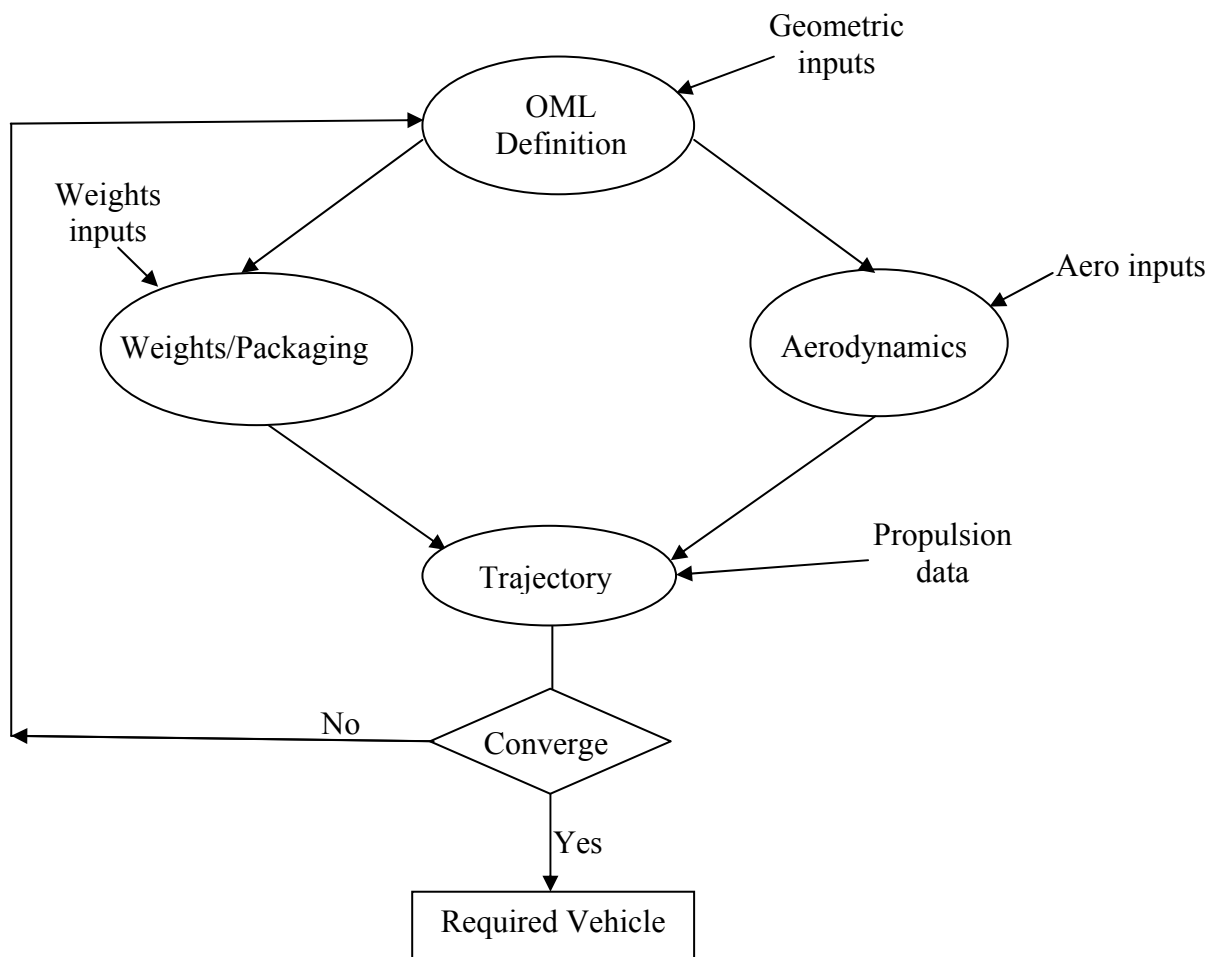 Geometric
inputs
OML
Definition
Weights
inputs
Aero inputs
Weights/Packaging
Aerodynamics
Propulsion
data
Trajectory
No
Converge
Yes
Required Vehicle